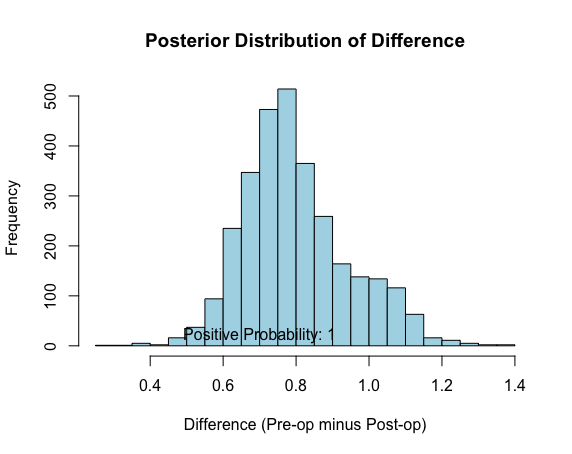 Posterior Distribution of Difference
Frequency
500
400
300
200
100
0
Positive Probability: 1
0.4 0.6 0.8 1.0 1.2 1.4
Difference (Pre-op minus Post-op)